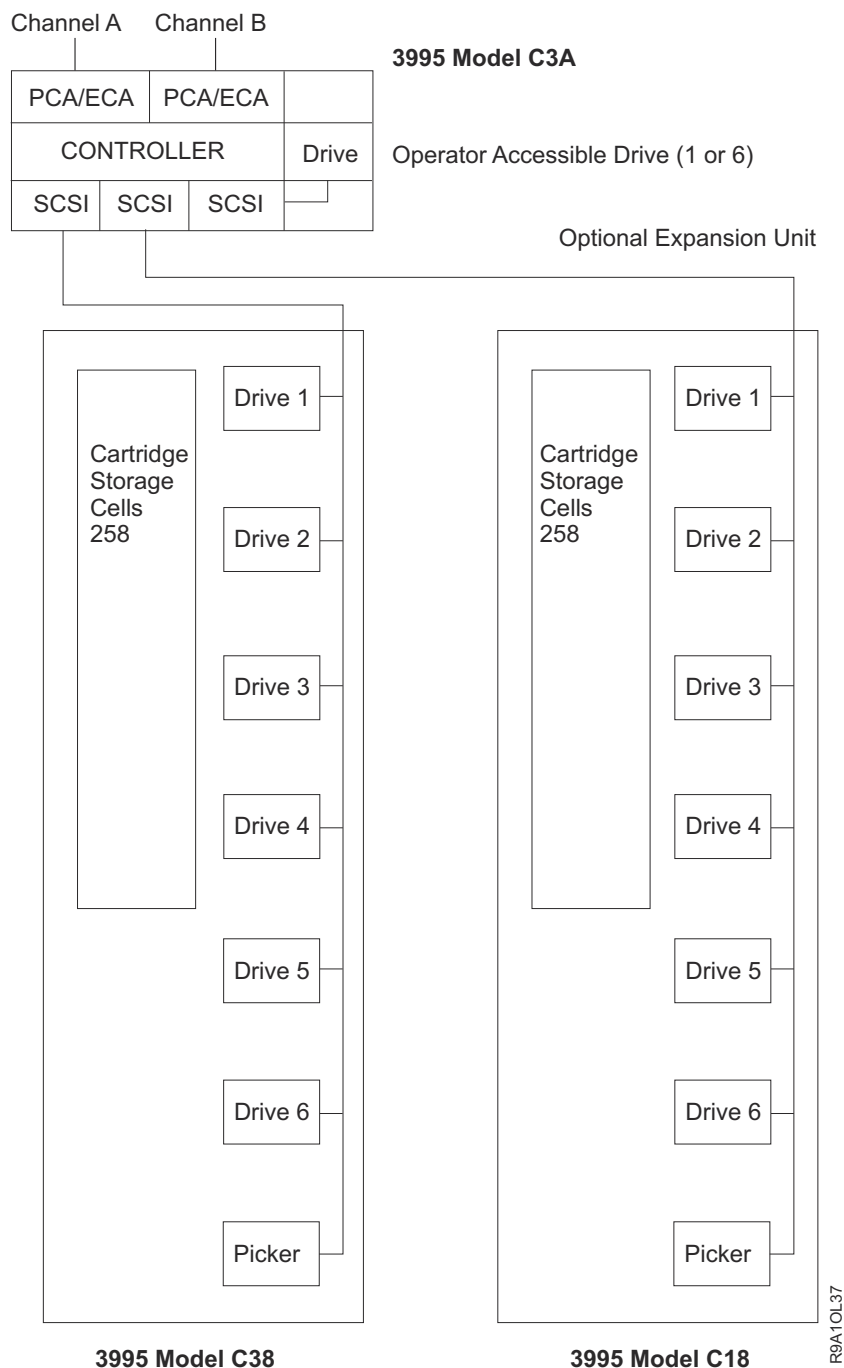 Channel A Channel B
3995 Model C3A
PCA/ECA PCA/ECA
CONTROLLER Drive Operator Accessible Drive (1 or 6)
SCSI SCSI SCSI
Optional Expansion Unit
Drive 1
Cartridge
Storage
Cells
258
Drive 2
Drive 3
Drive 4
Drive 5
Drive 6
Picker
3995 Model C38
Drive 1
Cartridge
Storage
Cells
258
Drive 2
Drive 3
Drive 4
Drive 5
Drive 6
Picker
3995 Model C18
R9A1OL37